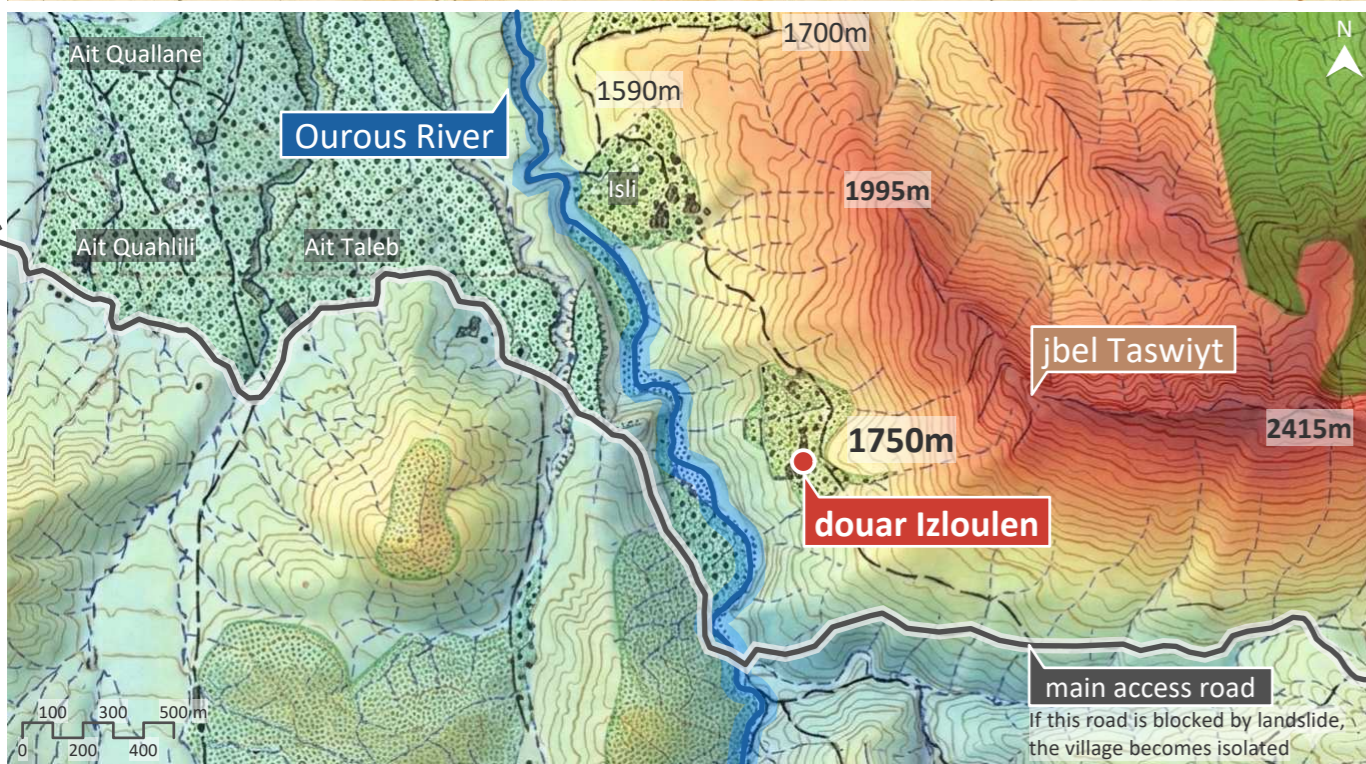 1700m
N
Ait Quallane
1590m
Ourous River
Isli
1995m
Ait Quahlili
Ait Taleb
jbel Taswiyt
1750m
2415m
douar Izloulen
main access road
If this road is blocked by landslide,
the village becomes isolated
100 300 500 m
0 200 400